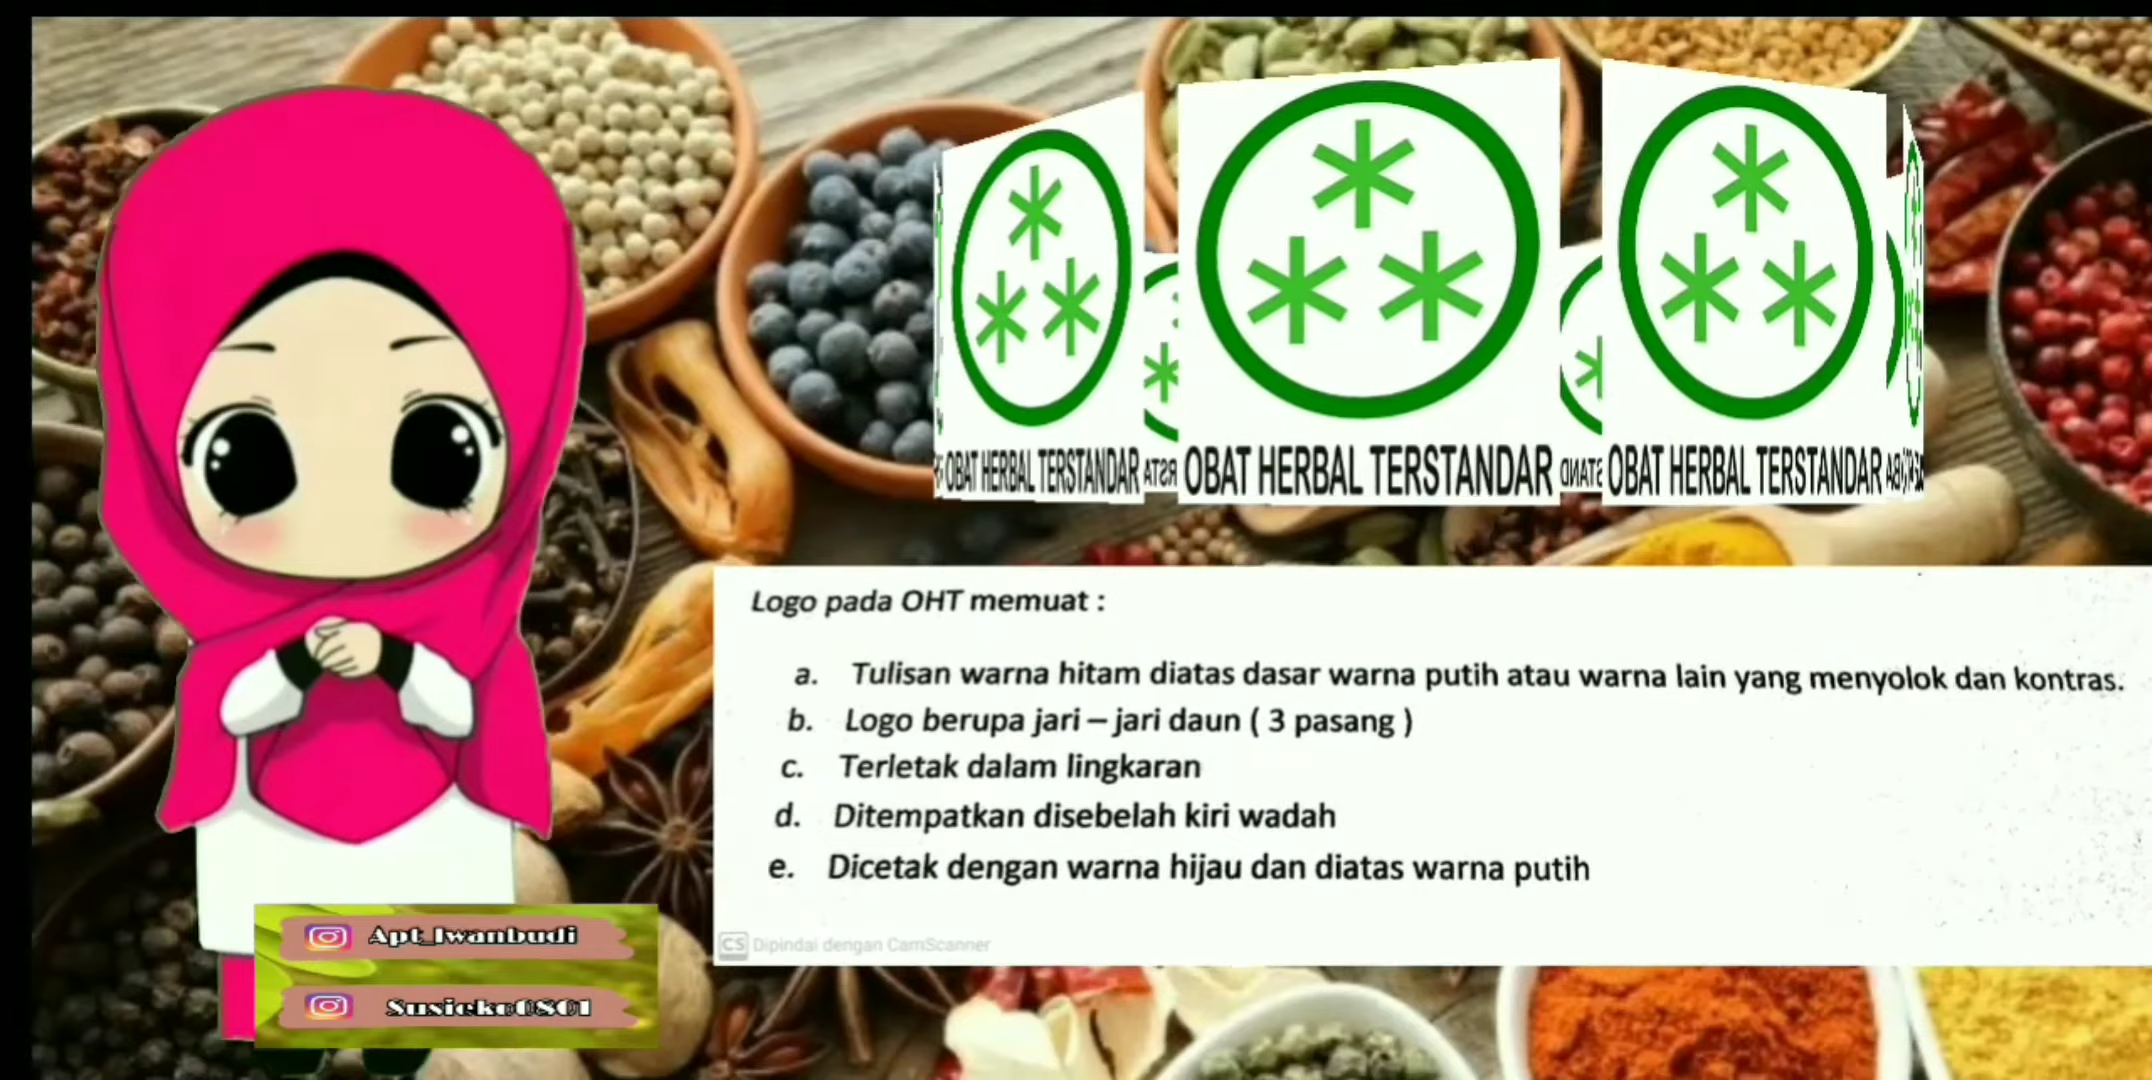 OBAT HERBAL TERSTANDAR
OBAT HERBAL TERSTANDAR
OBAT HERBAL TERSTANDAR
Logo pada OHT memuat :
a. Tulisan warna hitam diatas dasar warna putih atau warna lain yang menyolok dan kontras.
b. Logo berupa jari – jari daun ( 3 pasang )
c. Terletak dalam lingkaran
d. Ditempatkan disebelah kiri wadah
e. Dicetak dengan warna hijau dan diatas warna putih
Apt_Iwanbudi
CS Dipindai dengan CamScanner